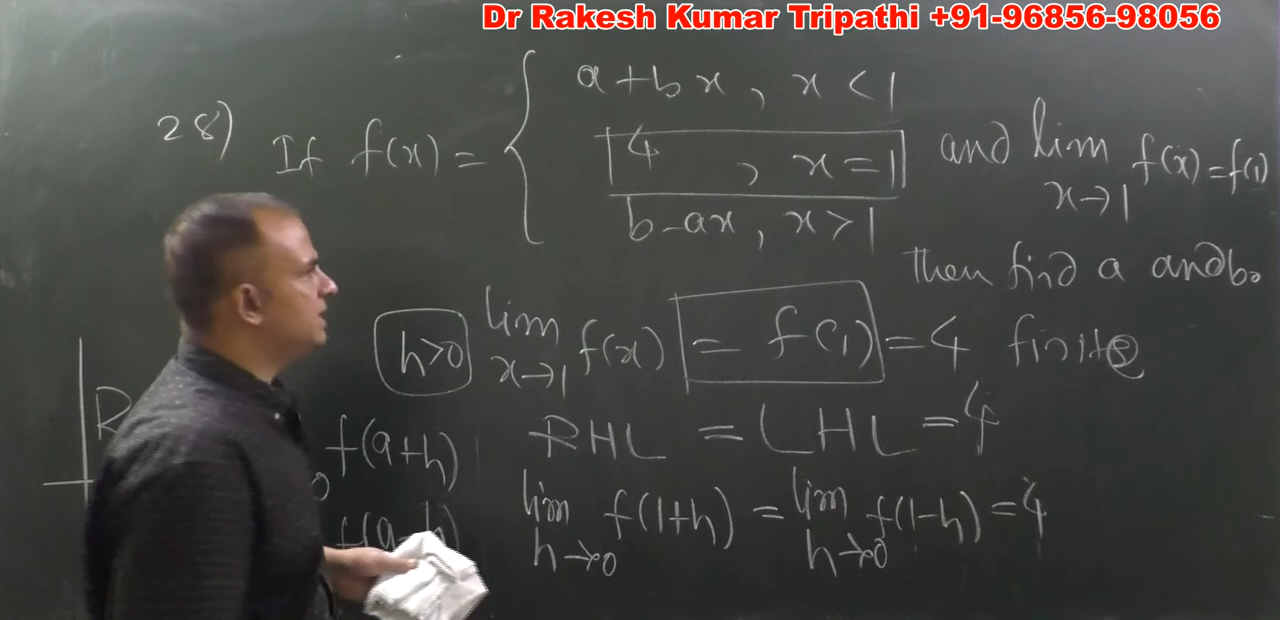 Dr Rakesh Kumar Tripathi +91-96856-98056
28) If f(x) = { a+bx, x<1
4, x=1
b-ax, x>1
and lim x→1 f(x)=f(1)
then find a and b.
h>0 lim x→1 f(x) = f(1) = 4 finite
R
f(a+h) RHL = LHL = 4
0
f(a-h) lim h→0 f(1+h) = lim h→0 f(1-h) = 4